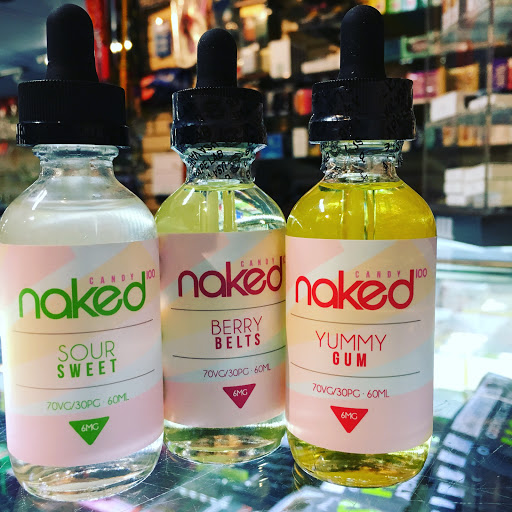 CANDY
naked 100
SOUR
SWEET
70VG/30PG · 60ML
6MG
CANDY
naked 100
BERRY
BELTS
70VG/30PG · 60ML
6MG
CANDY
naked 100
YUMMY
GUM
70VG/30PG · 60ML
6MG